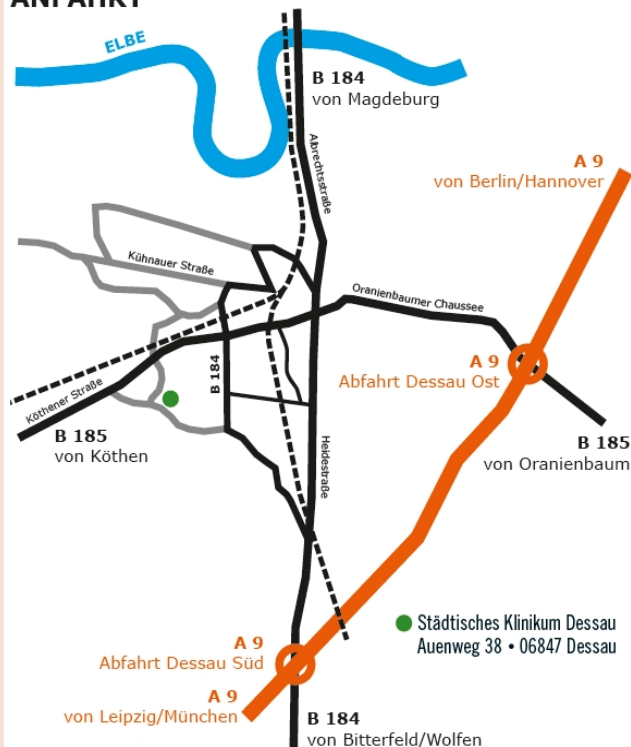 ANFAHRT
ELBE
B 184
von Magdeburg
Albrechtsstraße
A 9
von Berlin/Hannover
Kühnauer Straße
Oranienbaumer Chaussee
A 9
Abfahrt Dessau Ost
B 184
Köthener Straße
B 185
von Köthen
B 185
von Oranienbaum
Heidestraße
Städtisches Klinikum Dessau
Auenweg 38 • 06847 Dessau
A 9
Abfahrt Dessau Süd
A 9
von Leipzig/München
B 184
von Bitterfeld/Wolfen